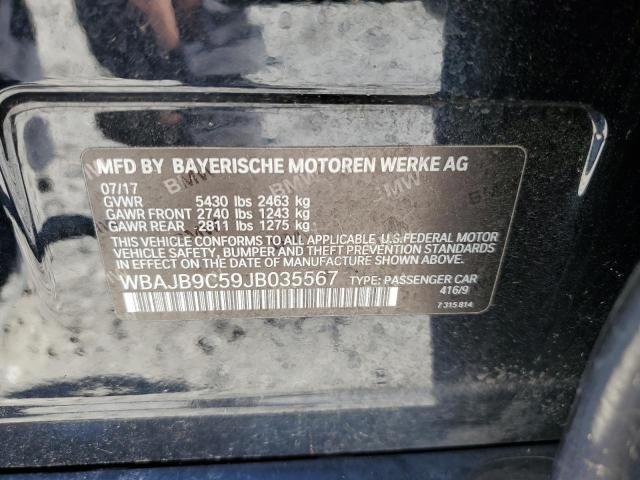 MFD BY BAYERISCHE MOTOREN WERKE AG
07/17
GVWR 5430 lbs 2463 kg
GAWR FRONT 2740 lbs 1243 kg
GAWR REAR 2811 lbs 1275 kg
THIS VEHICLE CONFORMS TO ALL APPLICABLE U.S.FEDERAL MOTOR
VEHICLE SAFETY, BUMPER AND THEFT PREVENTION STANDARDS
IN EFFECT ON THE DATE OF MANUFACTURE SHOWN ABOVE.
WBAJB9C59JB035567 TYPE: PASSENGER CAR
416/9
7 315 814